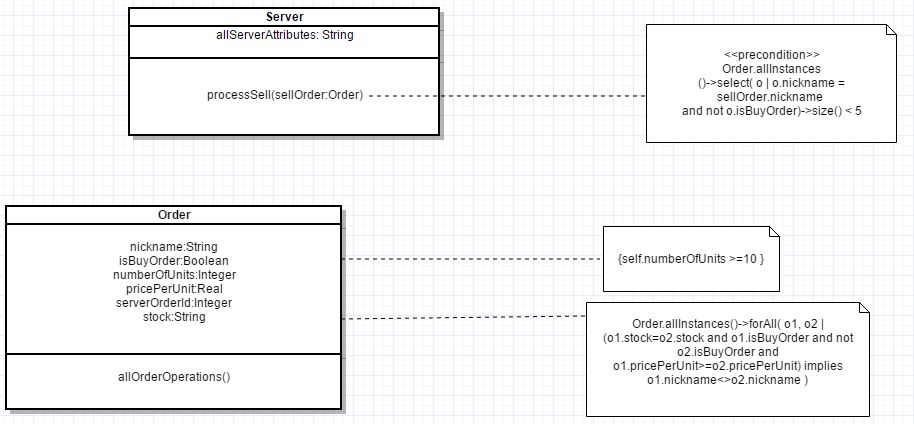 Server
allServerAttributes: String
processSell(sellOrder:Order)
<<precondition>>
Order.allInstances
()->select( o | o.nickname =
sellOrder.nickname
and not o.isBuyOrder)->size() < 5
Order
nickname:String
isBuyOrder:Boolean
numberOfUnits:Integer
pricePerUnit:Real
serverOrderId:Integer
stock:String
allOrderOperations()
{self.numberOfUnits >=10 }
Order.allInstances()->forAll( o1, o2 |
(o1.stock=o2.stock and o1.isBuyOrder and not
o2.isBuyOrder and
o1.pricePerUnit>=o2.pricePerUnit) implies
o1.nickname<>o2.nickname )